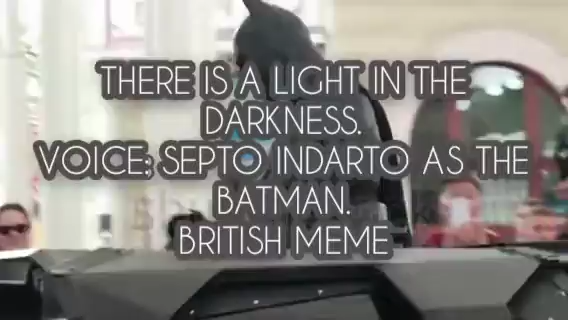 THERE IS A LIGHT IN THE
DARKNESS.
VOICE: SEPTO INDARTO AS THE
BATMAN.
BRITISH MEME